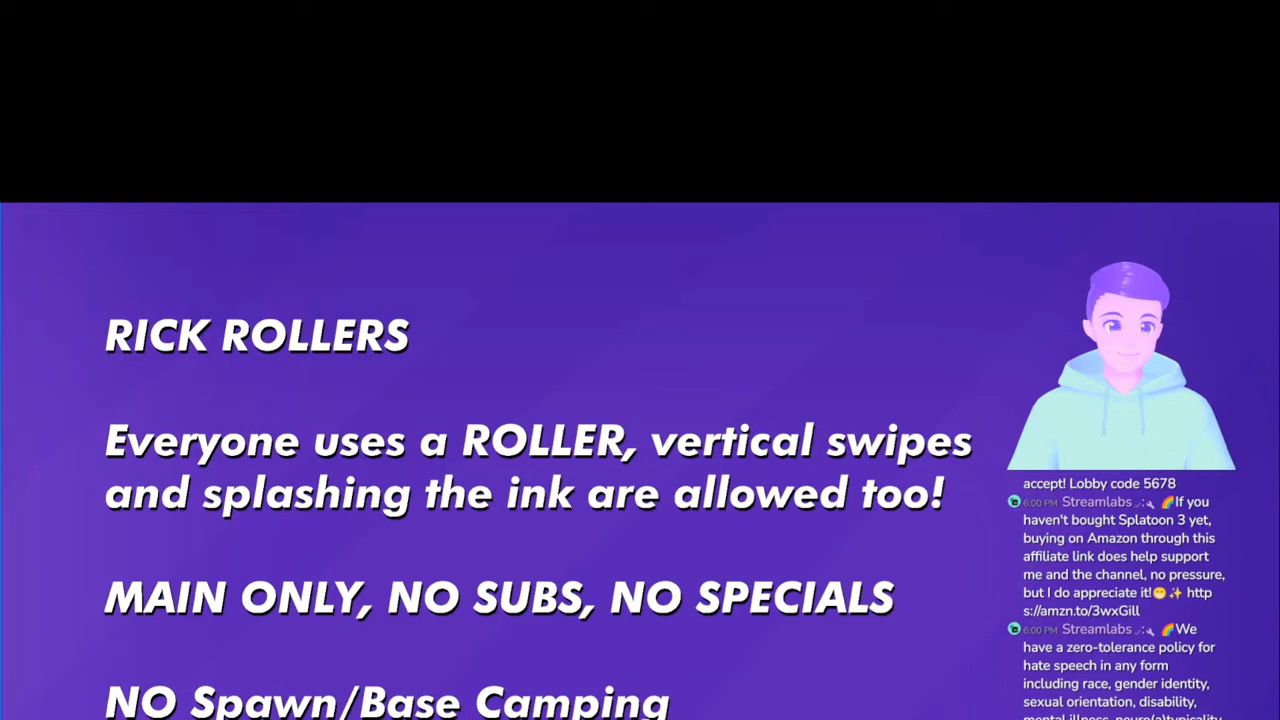 RICK ROLLERS
Everyone uses a ROLLER, vertical swipes
and splashing the ink are allowed too!
MAIN ONLY, NO SUBS, NO SPECIALS
NO Spawn/Base Camping
accept! Lobby code 5678
6:00 PM Streamlabs 🌈If you
haven't bought Splatoon 3 yet,
buying on Amazon through this
affiliate link does help support
me and the channel, no pressure,
but I do appreciate it!😁✨ http
s://amzn.to/3wxGill
6:00 PM Streamlabs 🌈We
have a zero-tolerance policy for
hate speech in any form
including race, gender identity,
sexual orientation, disability,
mental illness, neuro(a)typicality